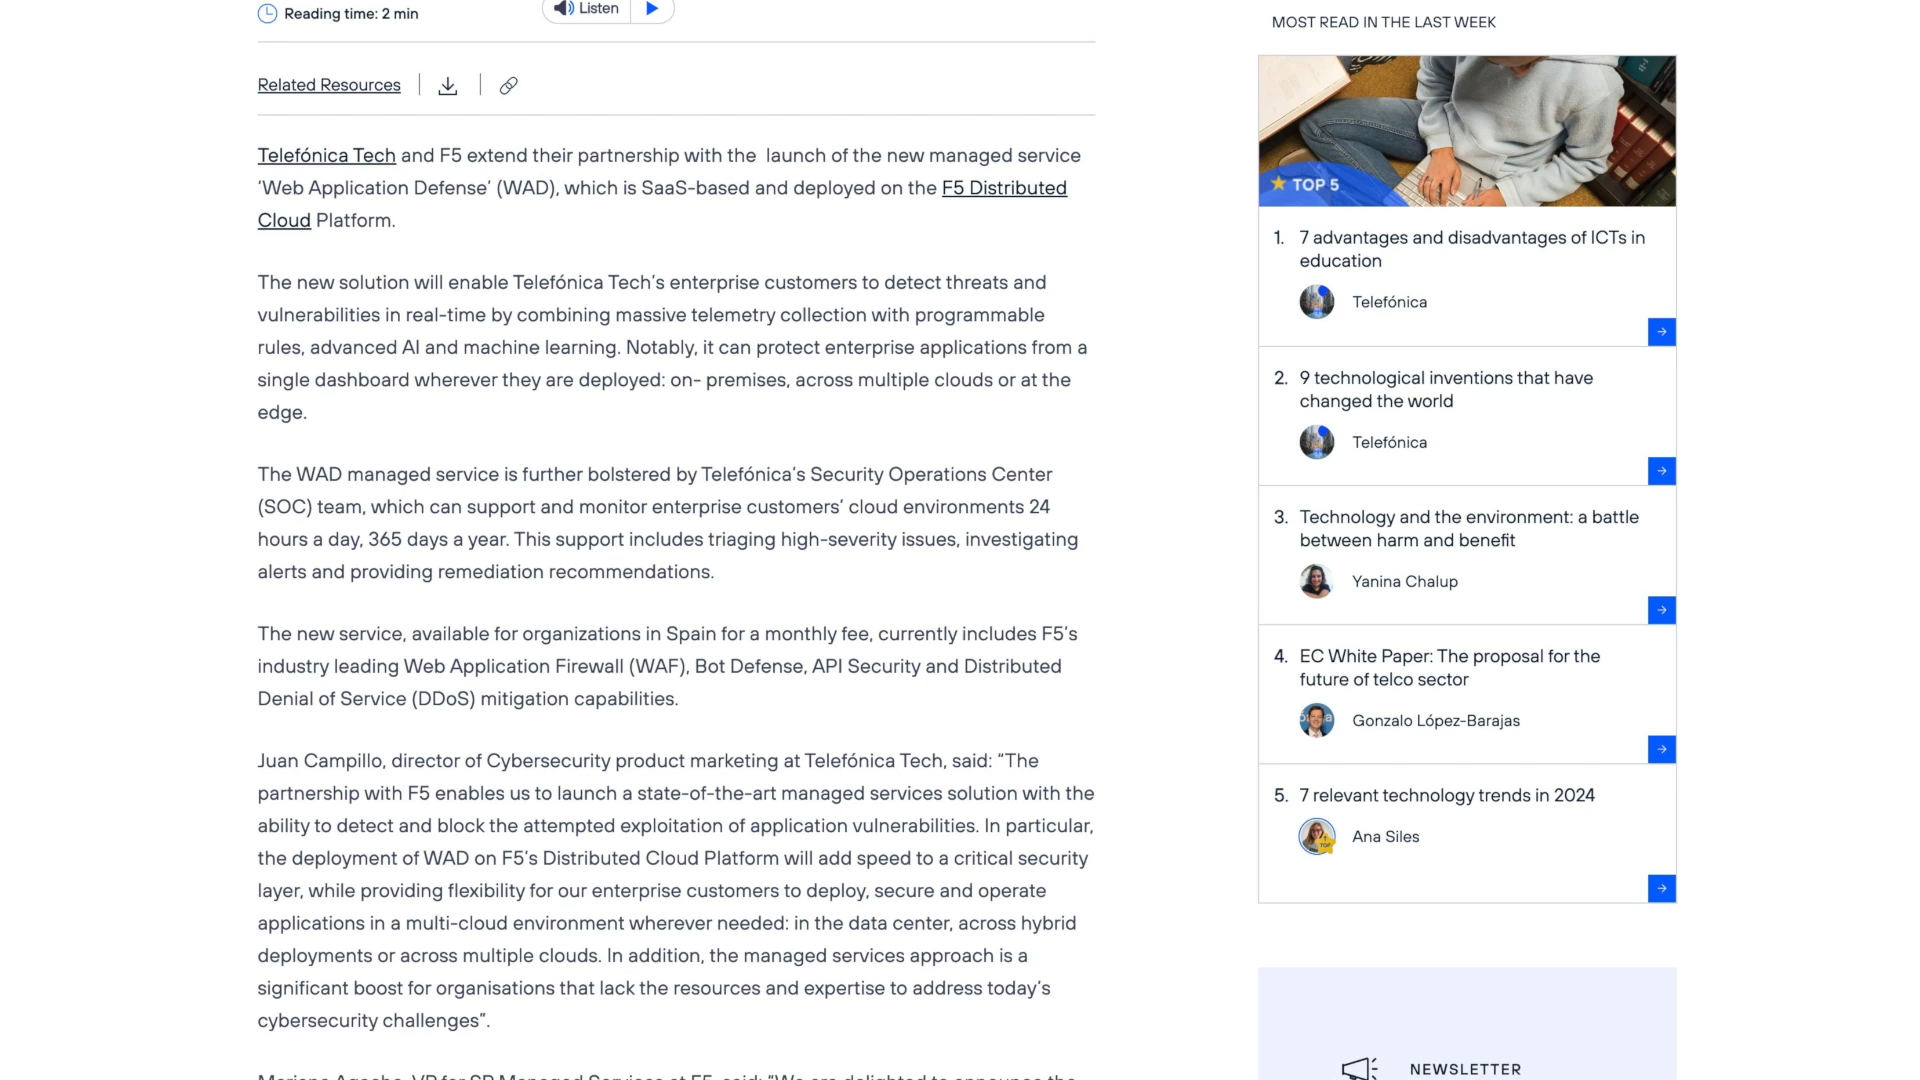 Reading time: 2 min
Listen
Related Resources
Telefónica Tech and F5 extend their partnership with the launch of the new managed service
‘Web Application Defense’ (WAD), which is SaaS-based and deployed on the F5 Distributed
Cloud Platform.
The new solution will enable Telefónica Tech’s enterprise customers to detect threats and
vulnerabilities in real-time by combining massive telemetry collection with programmable
rules, advanced AI and machine learning. Notably, it can protect enterprise applications from a
single dashboard wherever they are deployed: on- premises, across multiple clouds or at the
edge.
The WAD managed service is further bolstered by Telefónica’s Security Operations Center
(SOC) team, which can support and monitor enterprise customers’ cloud environments 24
hours a day, 365 days a year. This support includes triaging high-severity issues, investigating
alerts and providing remediation recommendations.
The new service, available for organizations in Spain for a monthly fee, currently includes F5’s
industry leading Web Application Firewall (WAF), Bot Defense, API Security and Distributed
Denial of Service (DDoS) mitigation capabilities.
Juan Campillo, director of Cybersecurity product marketing at Telefónica Tech, said: “The
partnership with F5 enables us to launch a state-of-the-art managed services solution with the
ability to detect and block the attempted exploitation of application vulnerabilities. In particular,
the deployment of WAD on F5’s Distributed Cloud Platform will add speed to a critical security
layer, while providing flexibility for our enterprise customers to deploy, secure and operate
applications in a multi-cloud environment wherever needed: in the data center, across hybrid
deployments or across multiple clouds. In addition, the managed services approach is a
significant boost for organisations that lack the resources and expertise to address today’s
cybersecurity challenges”.
MOST READ IN THE LAST WEEK
TOP 5
1. 7 advantages and disadvantages of ICTs in
education
Telefónica
2. 9 technological inventions that have
changed the world
Telefónica
3. Technology and the environment: a battle
between harm and benefit
Yanina Chalup
4. EC White Paper: The proposal for the
future of telco sector
Gonzalo López-Barajas
5. 7 relevant technology trends in 2024
TOP
Ana Siles
NEWSLETTER